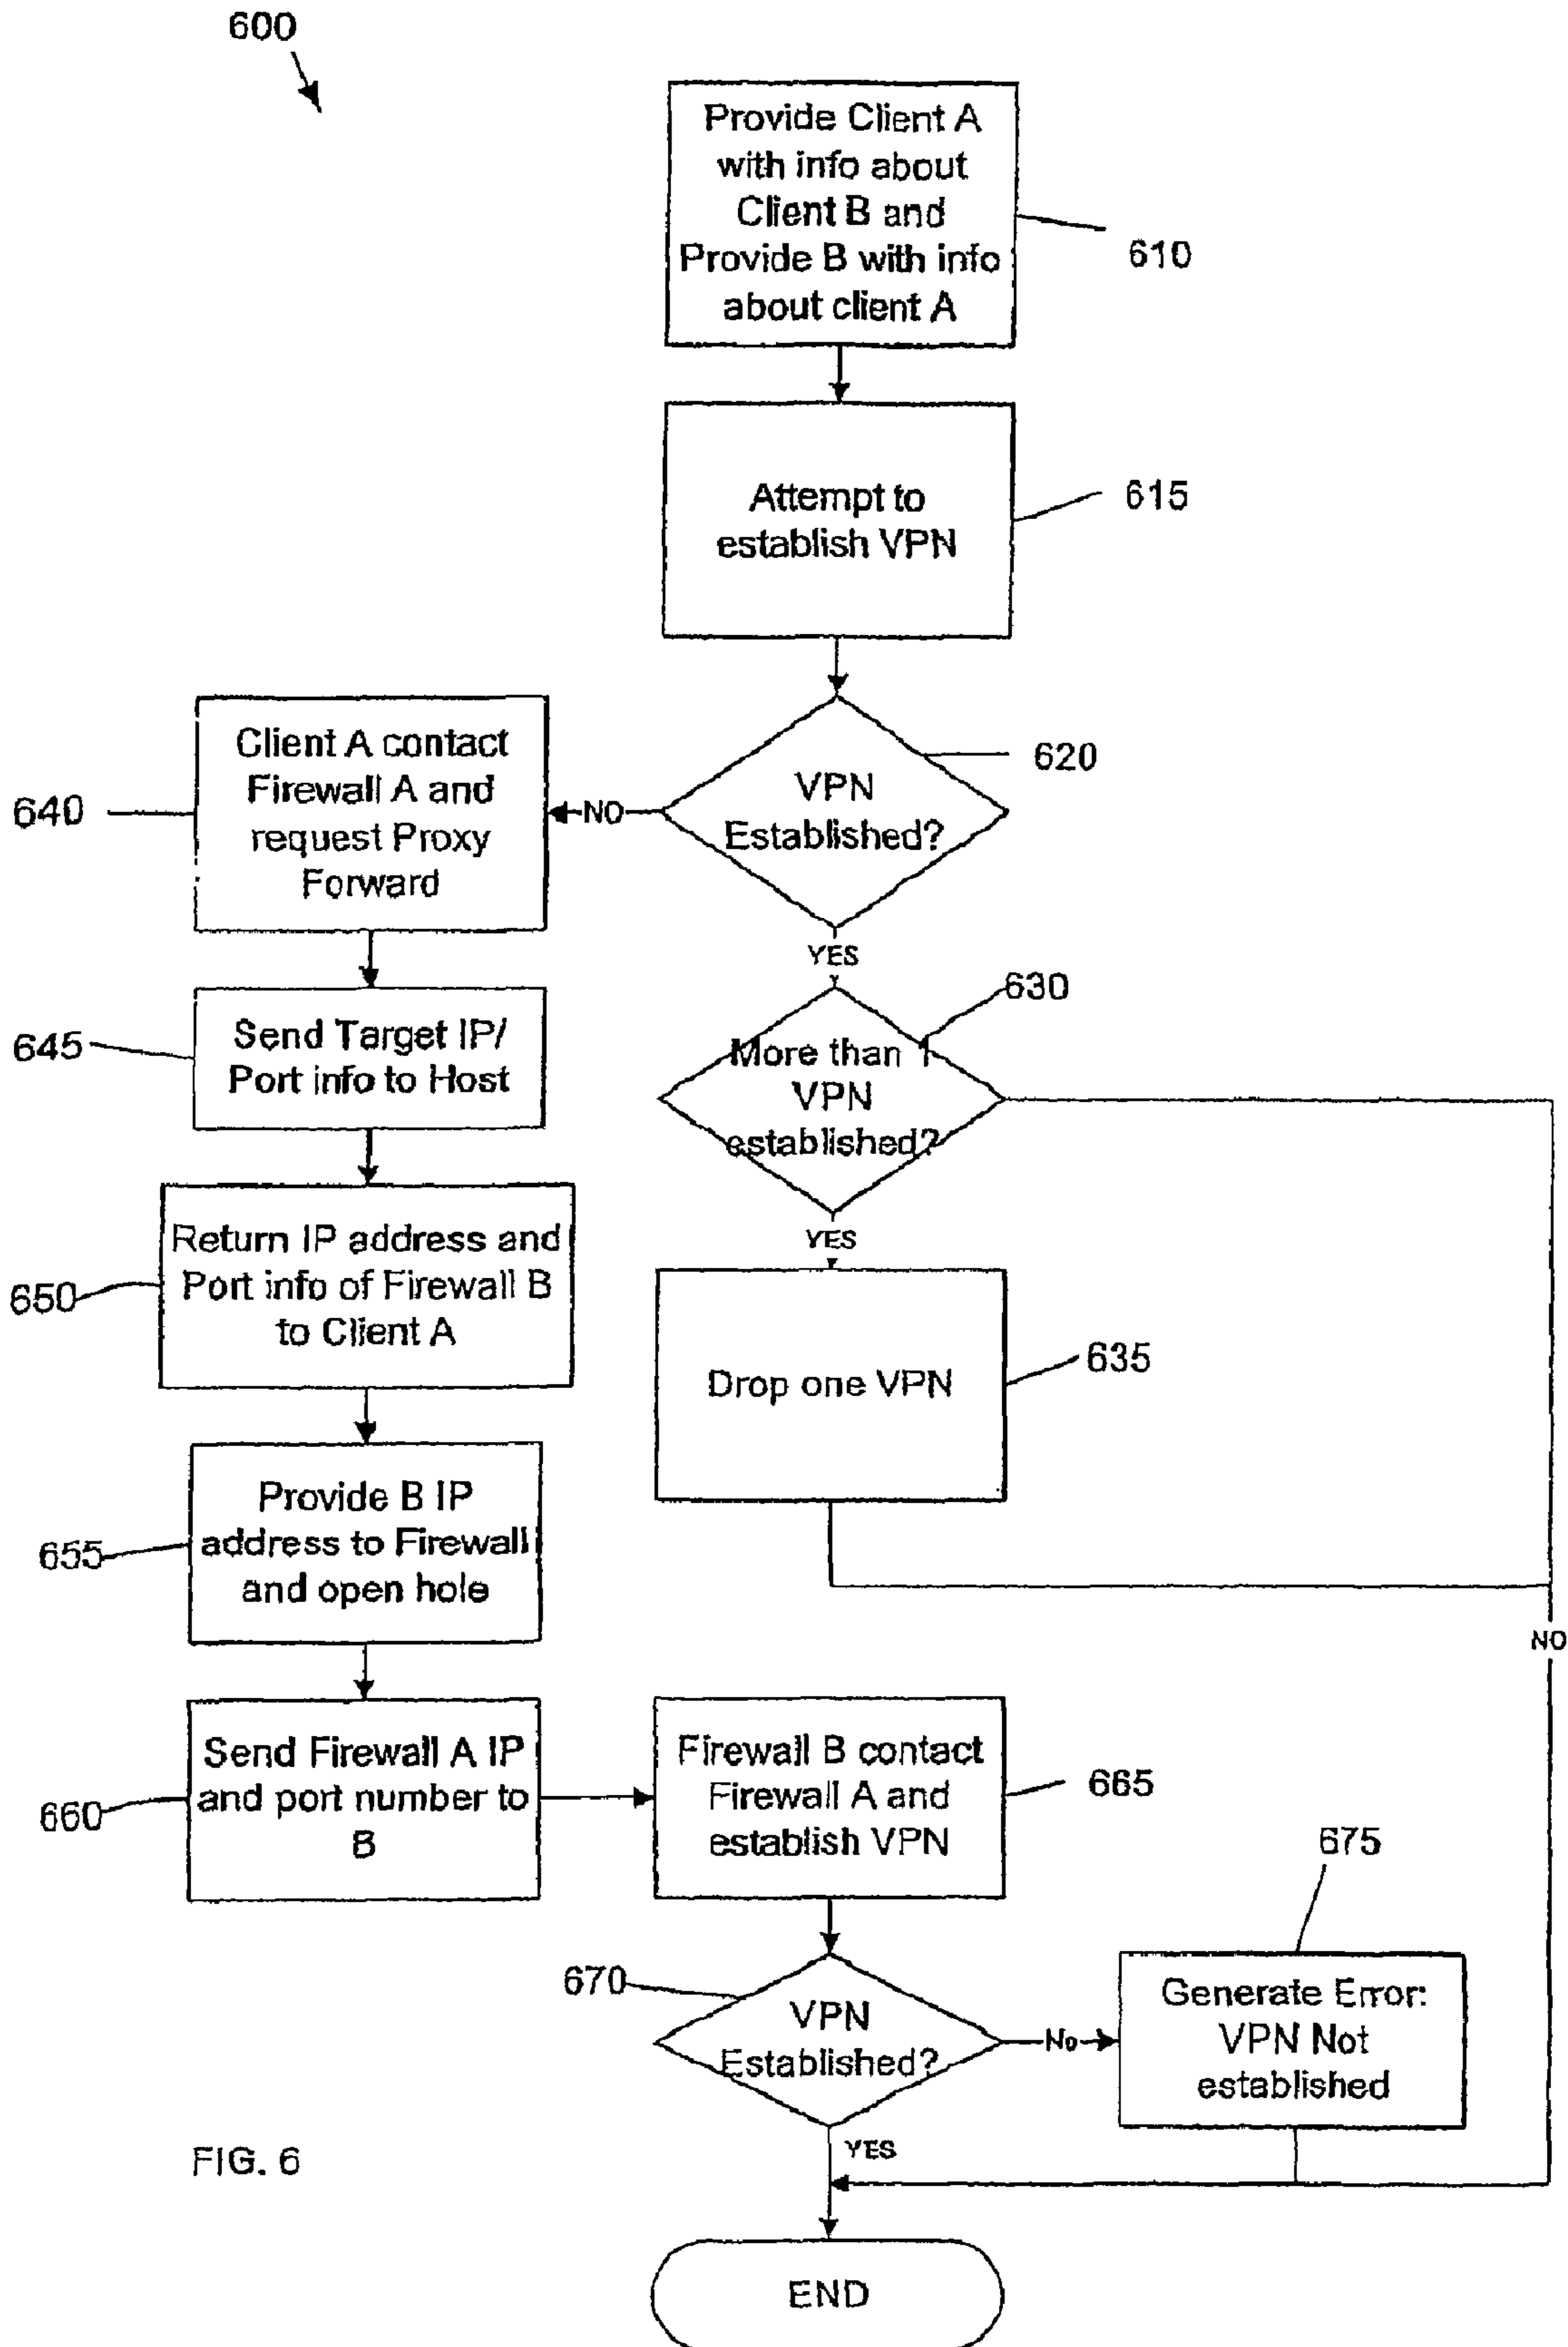 600
Provide Client A
with info about
Client B and
Provide B with info
about client A
610
Attempt to
establish VPN
615
VPN
Established?
620
NO
Client A contact
Firewall A and
request Proxy
Forward
640
YES
More than 1
VPN
established?
630
Send Target IP/
Port info to Host
645
YES
Return IP address and
Port info of Firewall B
to Client A
650
Drop one VPN
635
Provide B IP
address to Firewall
and open hole
655
NO
Send Firewall A IP
and port number to
B
660
Firewall B contact
Firewall A and
establish VPN
665
VPN
Established?
670
No
Generate Error:
VPN Not
established
675
YES
FIG. 6
END